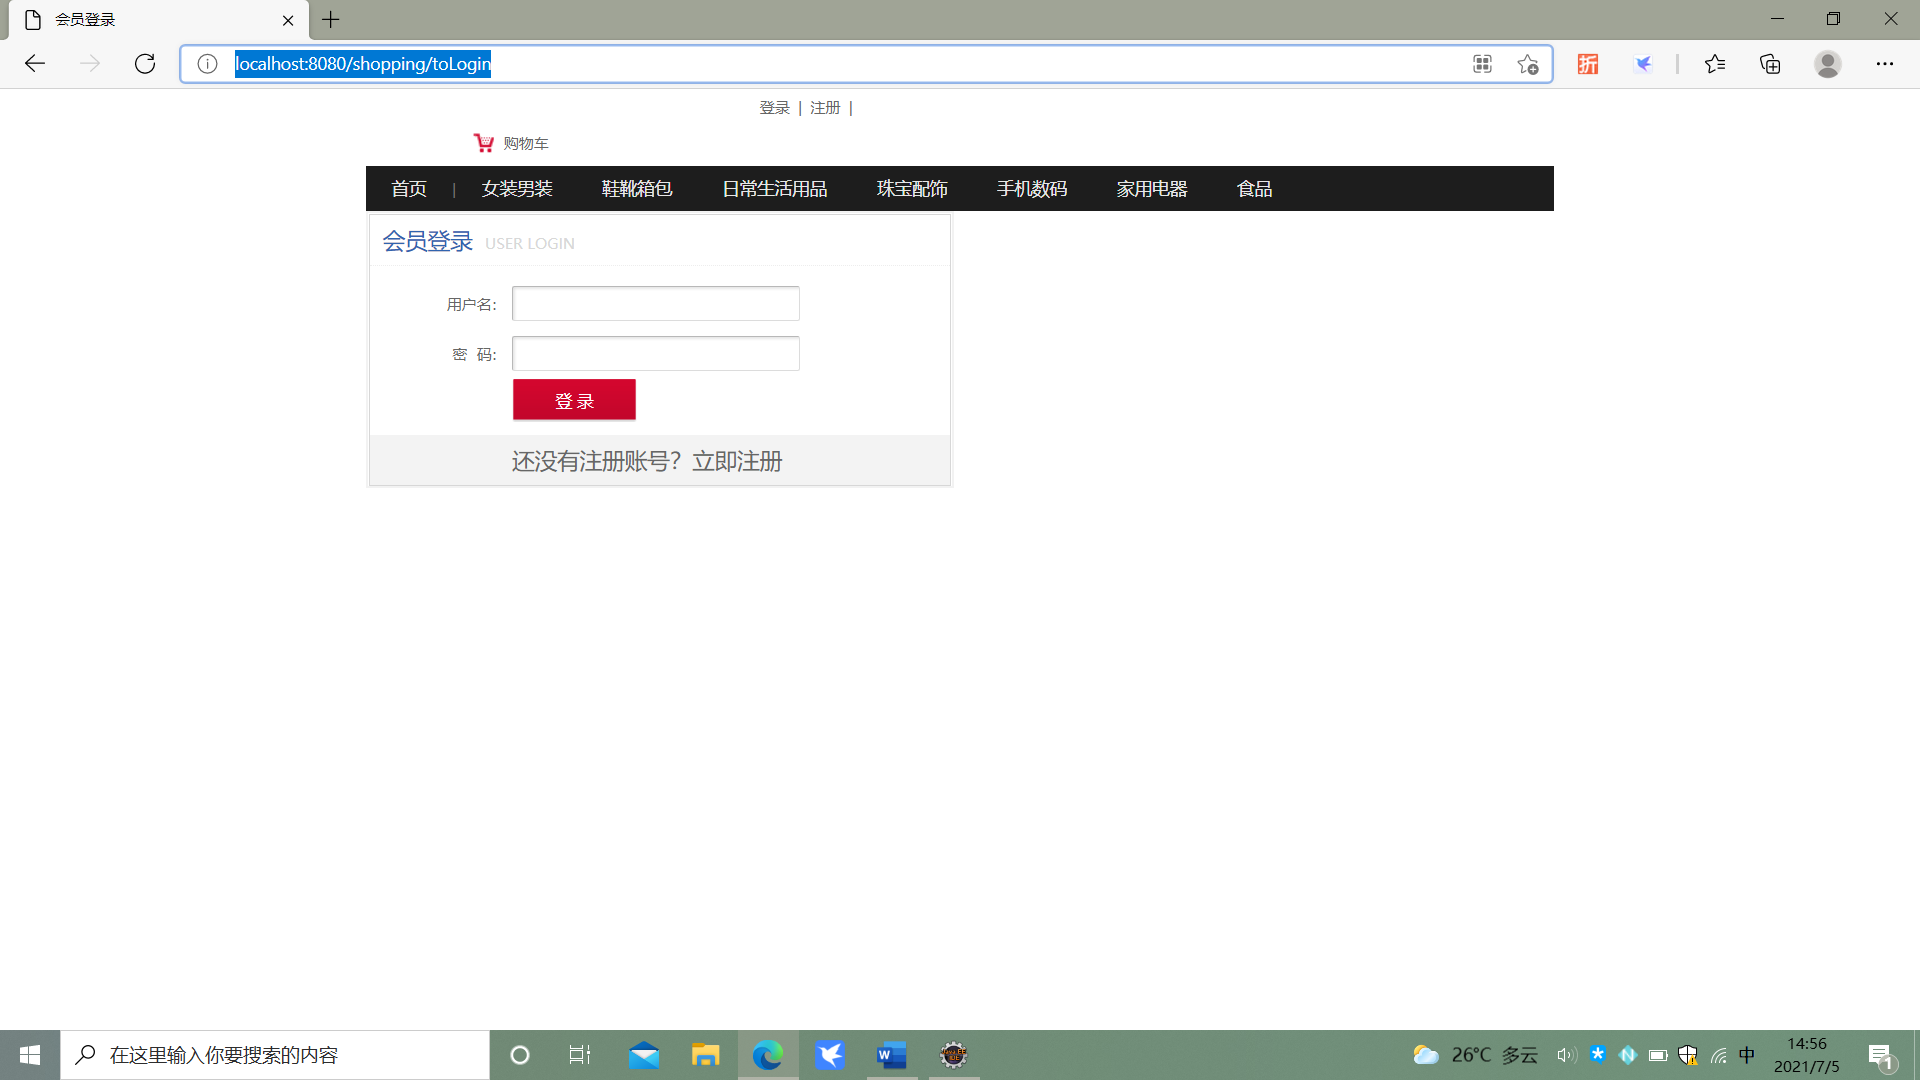 会员登录
localhost:8080/shopping/toLogin
折
登录 | 注册 |
购物车
首页 | 女装男装 鞋靴箱包 日常生活用品 珠宝配饰 手机数码 家用电器 食品
会员登录 USER LOGIN
用户名:
密 码:
登 录
还没有注册账号？立即注册
在这里输入你要搜索的内容
26°C 多云
中
14:56
2021/7/5
1